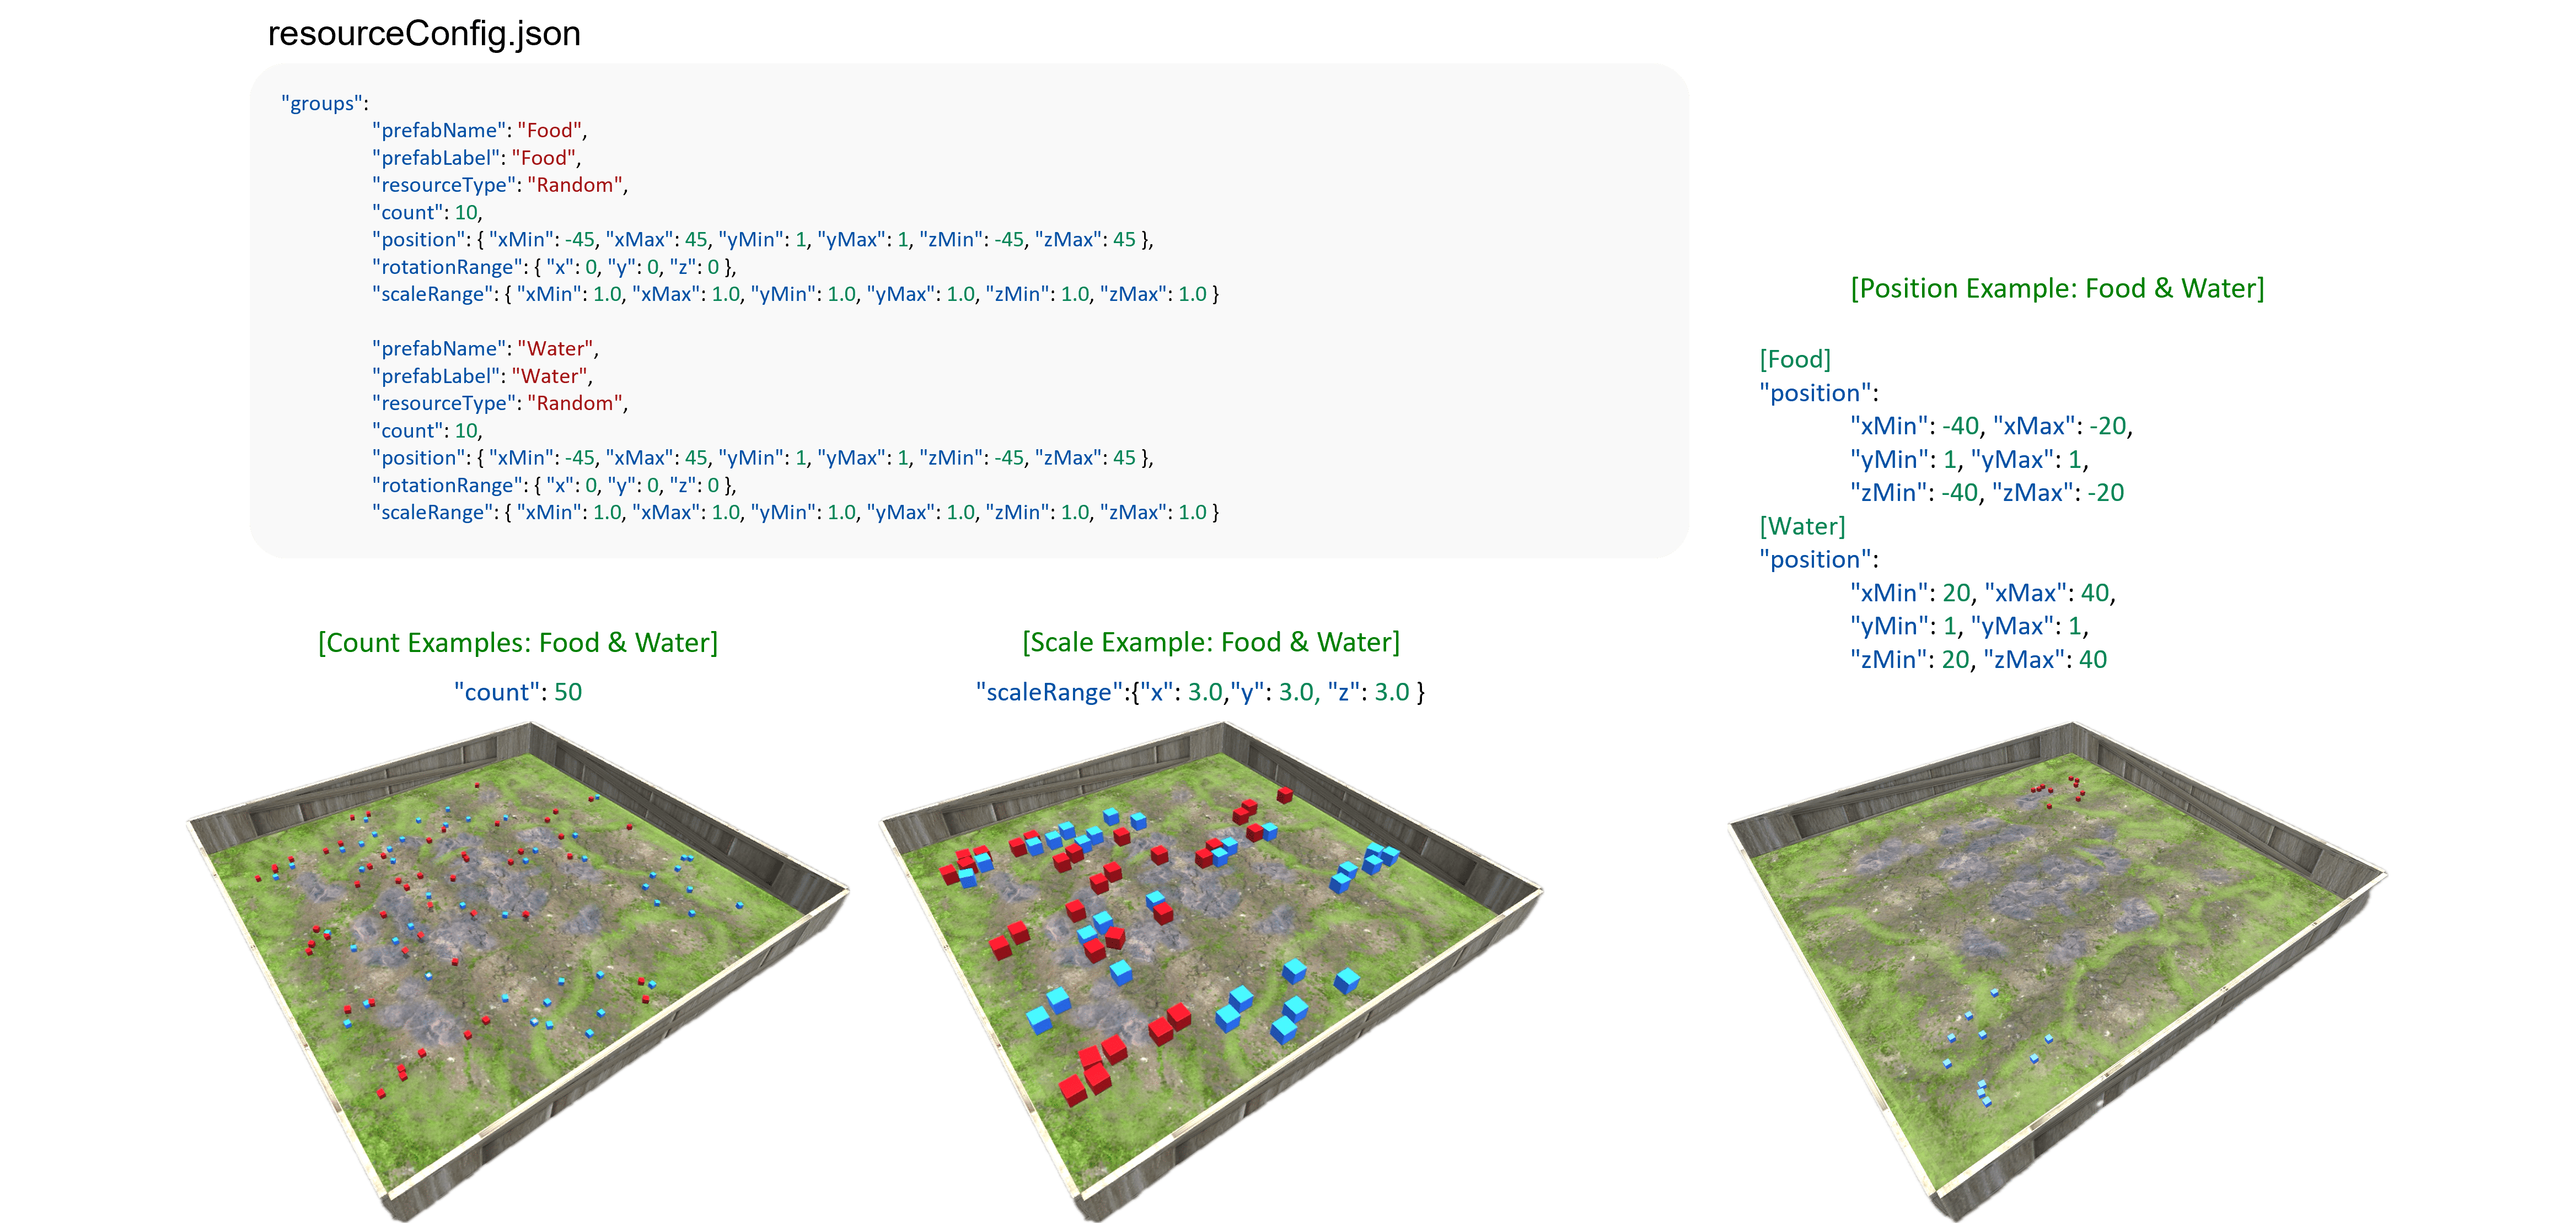 resourceConfig.json
"groups":
"prefabName": "Food",
"prefabLabel": "Food",
"resourceType": "Random",
"count": 10,
"position": { "xMin": -45, "xMax": 45, "yMin": 1, "yMax": 1, "zMin": -45, "zMax": 45 },
"rotationRange": { "x": 0, "y": 0, "z": 0 },
"scaleRange": { "xMin": 1.0, "xMax": 1.0, "yMin": 1.0, "yMax": 1.0, "zMin": 1.0, "zMax": 1.0 }
"prefabName": "Water",
"prefabLabel": "Water",
"resourceType": "Random",
"count": 10,
"position": { "xMin": -45, "xMax": 45, "yMin": 1, "yMax": 1, "zMin": -45, "zMax": 45 },
"rotationRange": { "x": 0, "y": 0, "z": 0 },
"scaleRange": { "xMin": 1.0, "xMax": 1.0, "yMin": 1.0, "yMax": 1.0, "zMin": 1.0, "zMax": 1.0 }
[Count Examples: Food & Water]
"count": 50
[Scale Example: Food & Water]
"scaleRange":{"x": 3.0,"y": 3.0, "z": 3.0 }
[Position Example: Food & Water]
[Food]
"position":
"xMin": -40, "xMax": -20,
"yMin": 1, "yMax": 1,
"zMin": -40, "zMax": -20
[Water]
"position":
"xMin": 20, "xMax": 40,
"yMin": 1, "yMax": 1,
"zMin": 20, "zMax": 40